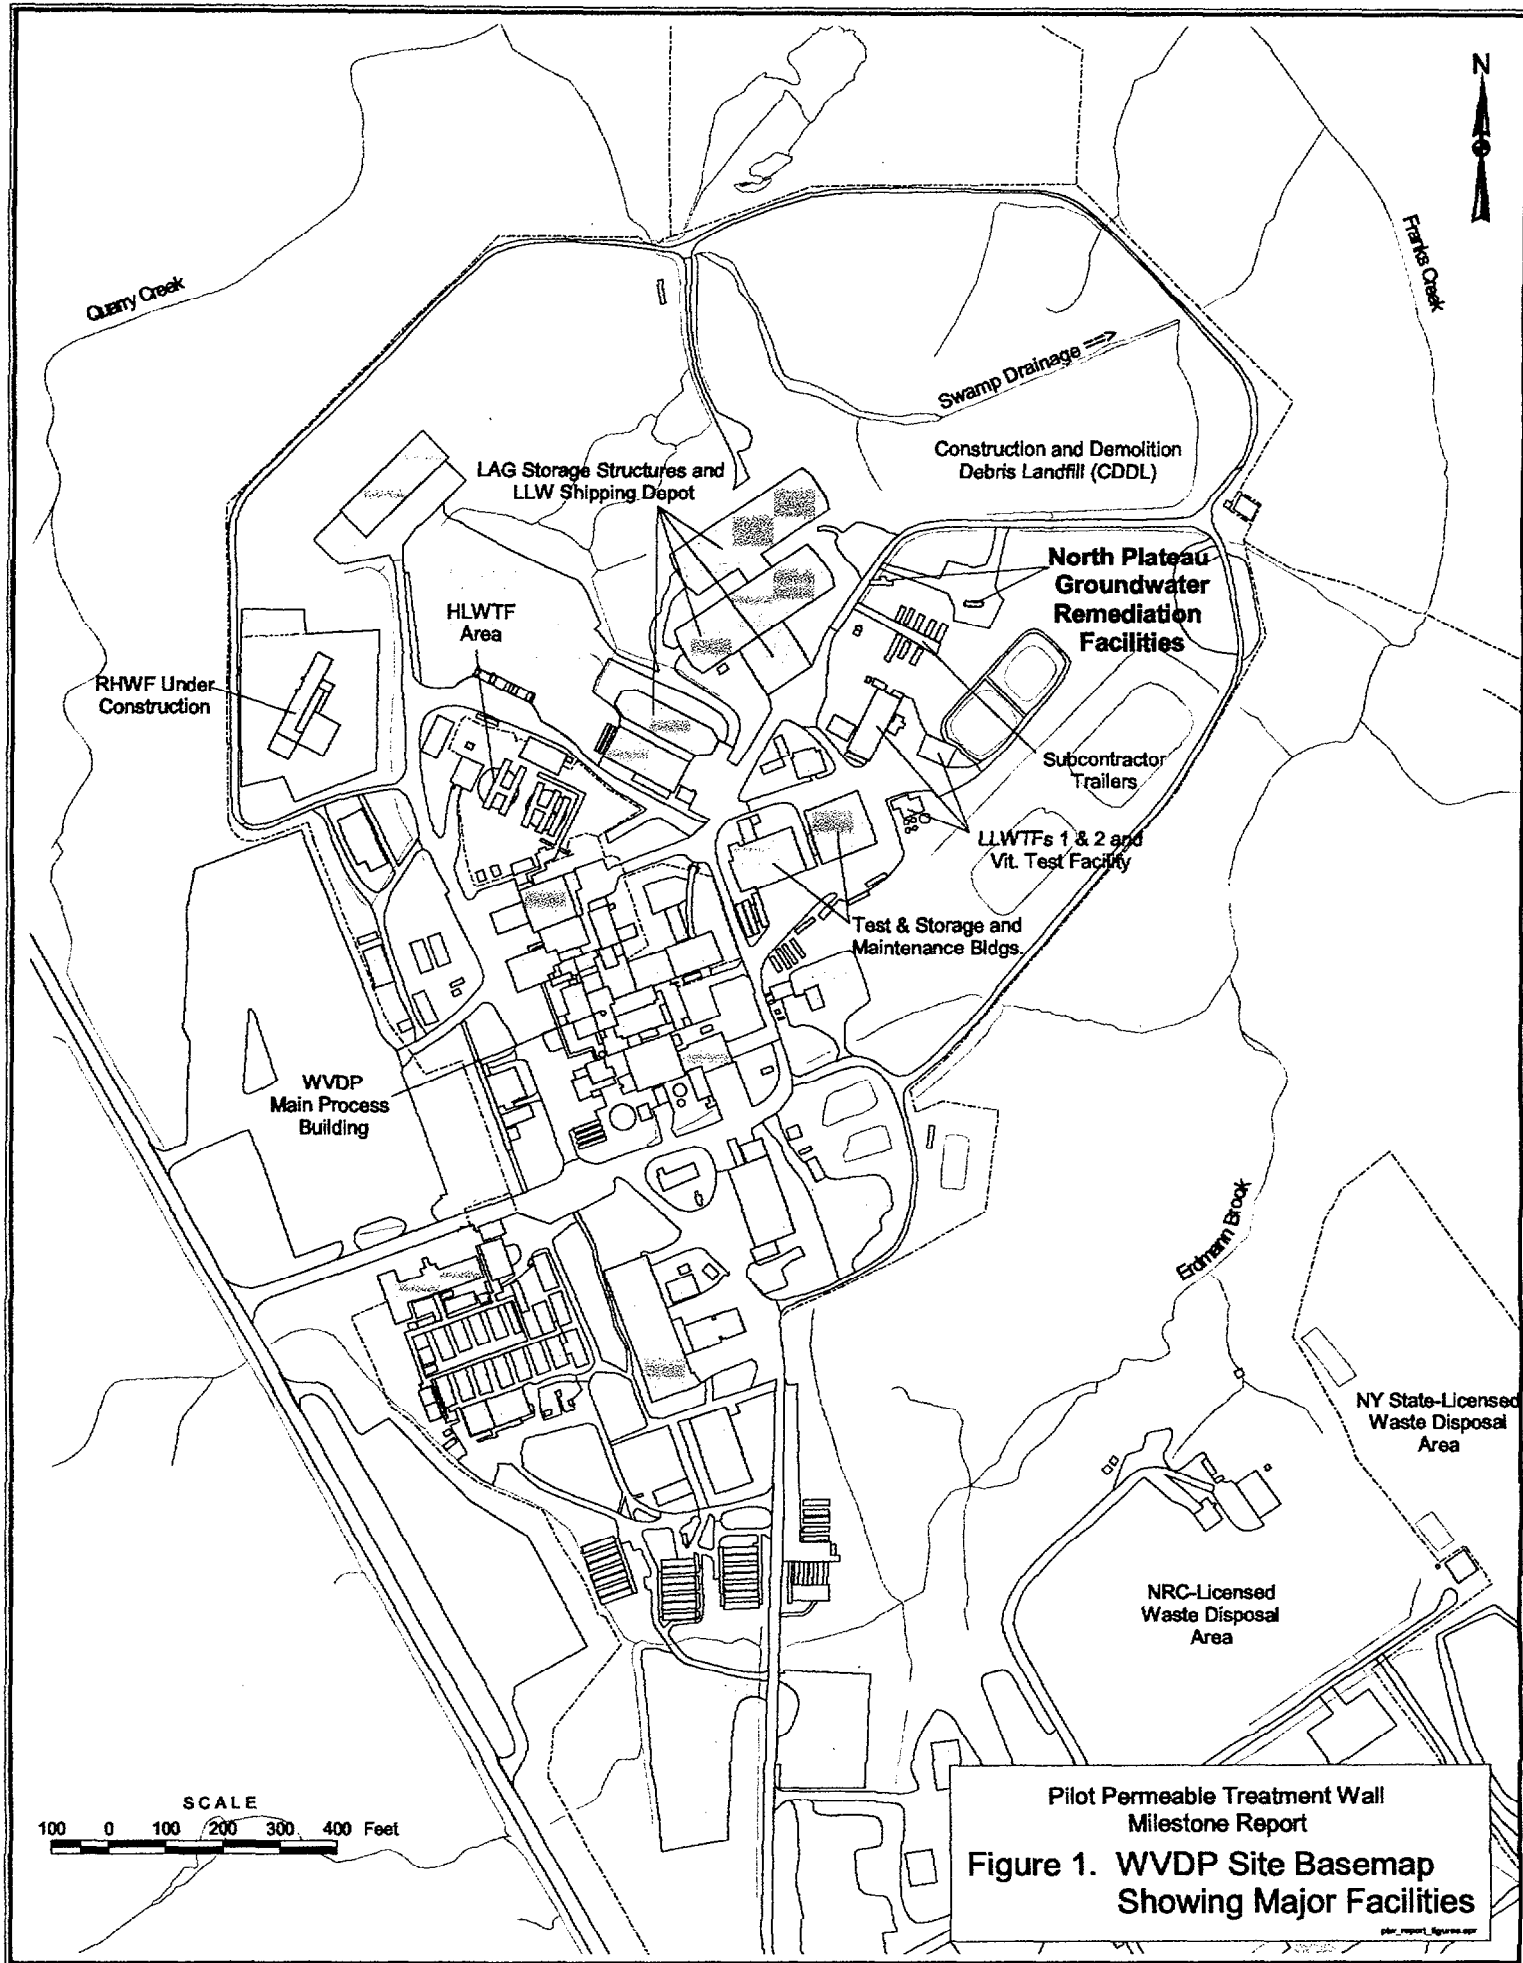 N
Quarry Creek
Franks Creek
Swamp Drainage
Construction and Demolition
Debris Landfill (CDDL)
LAG Storage Structures and
LLW Shipping Depot
North Plateau
Groundwater
Remediation
Facilities
HLWTF
Area
RHWF Under
Construction
Subcontractor
Trailers
LLWTFs 1 & 2 and
Vit. Test Facility
Test & Storage and
Maintenance Bldgs.
WVDP
Main Process
Building
Erdmann Brook
NY State-Licensed
Waste Disposal
Area
NRC-Licensed
Waste Disposal
Area
SCALE
100 0 100 200 300 400 Feet
Pilot Permeable Treatment Wall
Milestone Report
Figure 1. WVDP Site Basemap
Showing Major Facilities